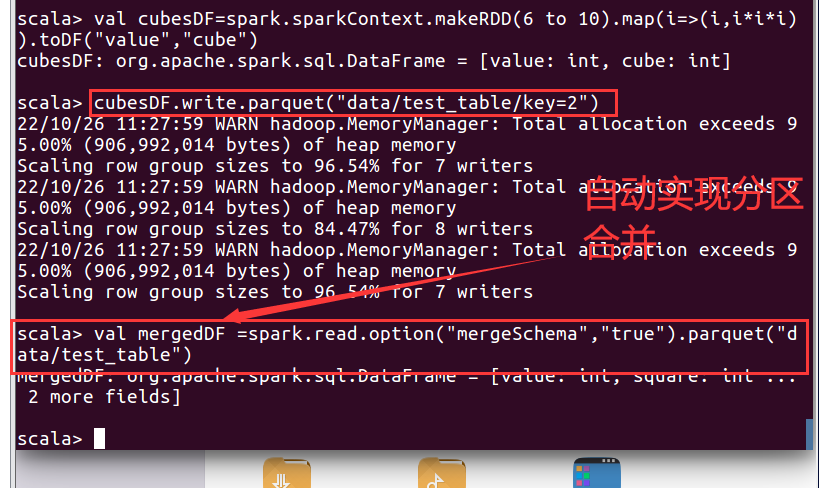 scala> val cubesDF=spark.sparkContext.makeRDD(6 to 10).map(i=>(i,i*i*i)
).toDF("value","cube")
cubesDF: org.apache.spark.sql.DataFrame = [value: int, cube: int]
scala> cubesDF.write.parquet("data/test_table/key=2")
22/10/26 11:27:59 WARN hadoop.MemoryManager: Total allocation exceeds 9
5.00% (906,992,014 bytes) of heap memory
Scaling row group sizes to 96.54% for 7 writers
22/10/26 11:27:59 WARN hadoop.MemoryManager: Total allocation exceeds 9
5.00% (906,992,014 bytes) of heap memory
Scaling row group sizes to 84.47% for 8 writers
22/10/26 11:27:59 WARN hadoop.MemoryManager: Total allocation exceeds 9
5.00% (906,992,014 bytes) of heap memory
Scaling row group sizes to 96.54% for 7 writers
自动实现分区
合并
scala> val mergedDF =spark.read.option("mergeSchema","true").parquet("d
ata/test_table")
mergedDF: org.apache.spark.sql.DataFrame = [value: int, square: int ...
2 more fields]
scala>